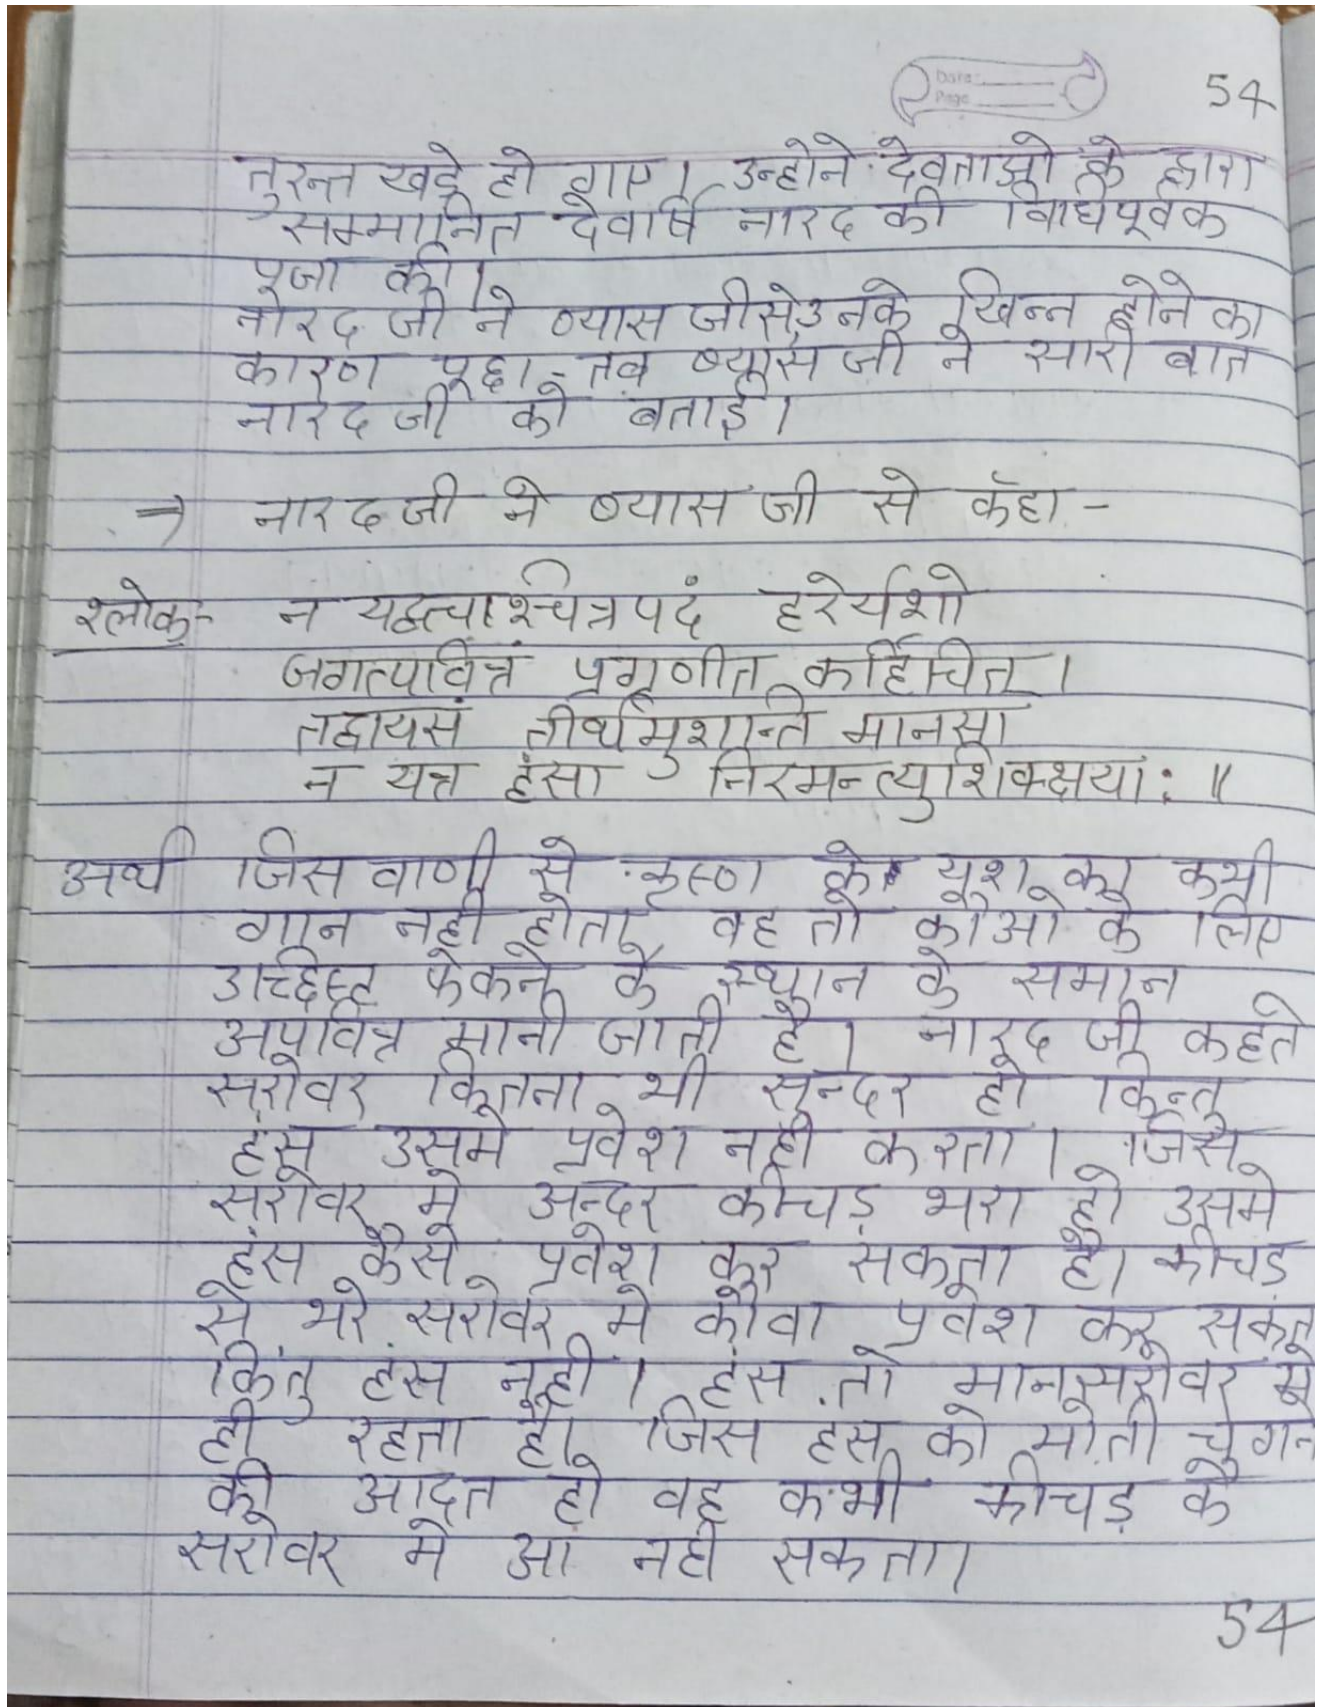 Date:
Page
54
तुरन्त खड़े हो गए। उन्होने देवताओ के द्वारा
सम्मानित देवार्षि नारद की विधिपूर्वक
पूजा की।
नारद जी ने व्यास जी से उनके खिन्न होने का
कारण पूछा - तब व्यास जी ने सारी बात
नारद जी को बताई।
⇒ नारद जी ने व्यास जी से कहा -
श्लोक:- न यद्वचाश्चित्रपदं हरेर्यशो
जगत्पवित्रं प्रगृणीत कर्हिचित्।
तद्वायसं तीर्थमुशन्ति मानसा
न यत्र हंसा निरमन्त्युशिक्क्षयाः॥
अर्थ जिस वाणी से कृष्ण के यश का कभी
गान नही होता, वह तो कौओ के लिए
उच्छिष्ट फेकने के स्थान के समान
अपवित्र मानी जाती है। नारद जी कहते
सरोवर कितना भी सुन्दर हो किन्तु
हंस उसमे प्रवेश नही करता। जिस
सरोवर मे अन्दर कीचड़ भरा हो उसमे
हंस कैसे प्रवेश कर सकता है। कीचड़
से भरे सरोवर मे कौवा प्रवेश कर सकता
किंतु हंस नही। हंस तो मानसरोवर मे
ही रहता है। जिस हंस को मोती चुगन
की आदत हो वह कभी कीचड़ के
सरोवर मे आ नही सकता।
54